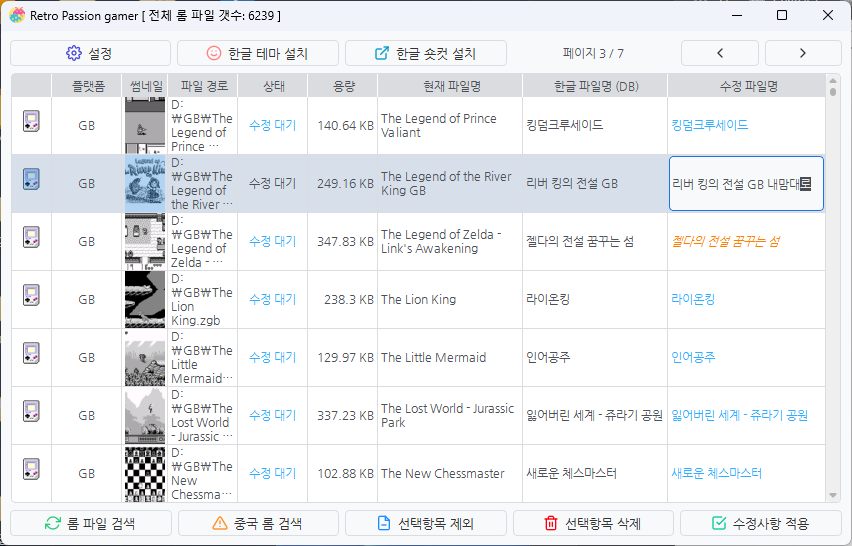 Retro Passion gamer [ 전체 롬 파일 갯수: 6239 ]
설정
한글 테마 설치
한글 숏컷 설치
페이지 3 / 7
플랫폼 썸네일 파일 경로 상태 용량 현재 파일명 한글 파일명 (DB) 수정 파일명
GB
D:
₩GB₩The
Legend of
Prince ...
수정 대기
140.64 KB
The Legend of Prince
Valiant
킹덤크루세이드
킹덤크루세이드
GB
D:
₩GB₩The
Legend of
the River ...
수정 대기
249.16 KB
The Legend of the River
King GB
리버 킹의 전설 GB
리버 킹의 전설 GB 내맘대로
GB
D:
₩GB₩The
Legend of
Zelda - ...
수정 대기
347.83 KB
The Legend of Zelda -
Link's Awakening
젤다의 전설 꿈꾸는 섬
젤다의 전설 꿈꾸는 섬
GB
D:
₩GB₩The
Lion
King.zgb
수정 대기
238.3 KB
The Lion King
라이온킹
라이온킹
GB
D:
₩GB₩The
Little
Mermaid...
수정 대기
129.97 KB
The Little Mermaid
인어공주
인어공주
GB
D:
₩GB₩The
Lost World
- Jurassic ...
수정 대기
337.23 KB
The Lost World - Jurassic
Park
잃어버린 세계 - 쥬라기 공원
잃어버린 세계 - 쥬라기 공원
GB
D:
₩GB₩The
New
Chessma...
수정 대기
102.88 KB
The New Chessmaster
새로운 체스마스터
새로운 체스마스터
롬 파일 검색
중국 롬 검색
선택항목 제외
선택항목 삭제
수정사항 적용